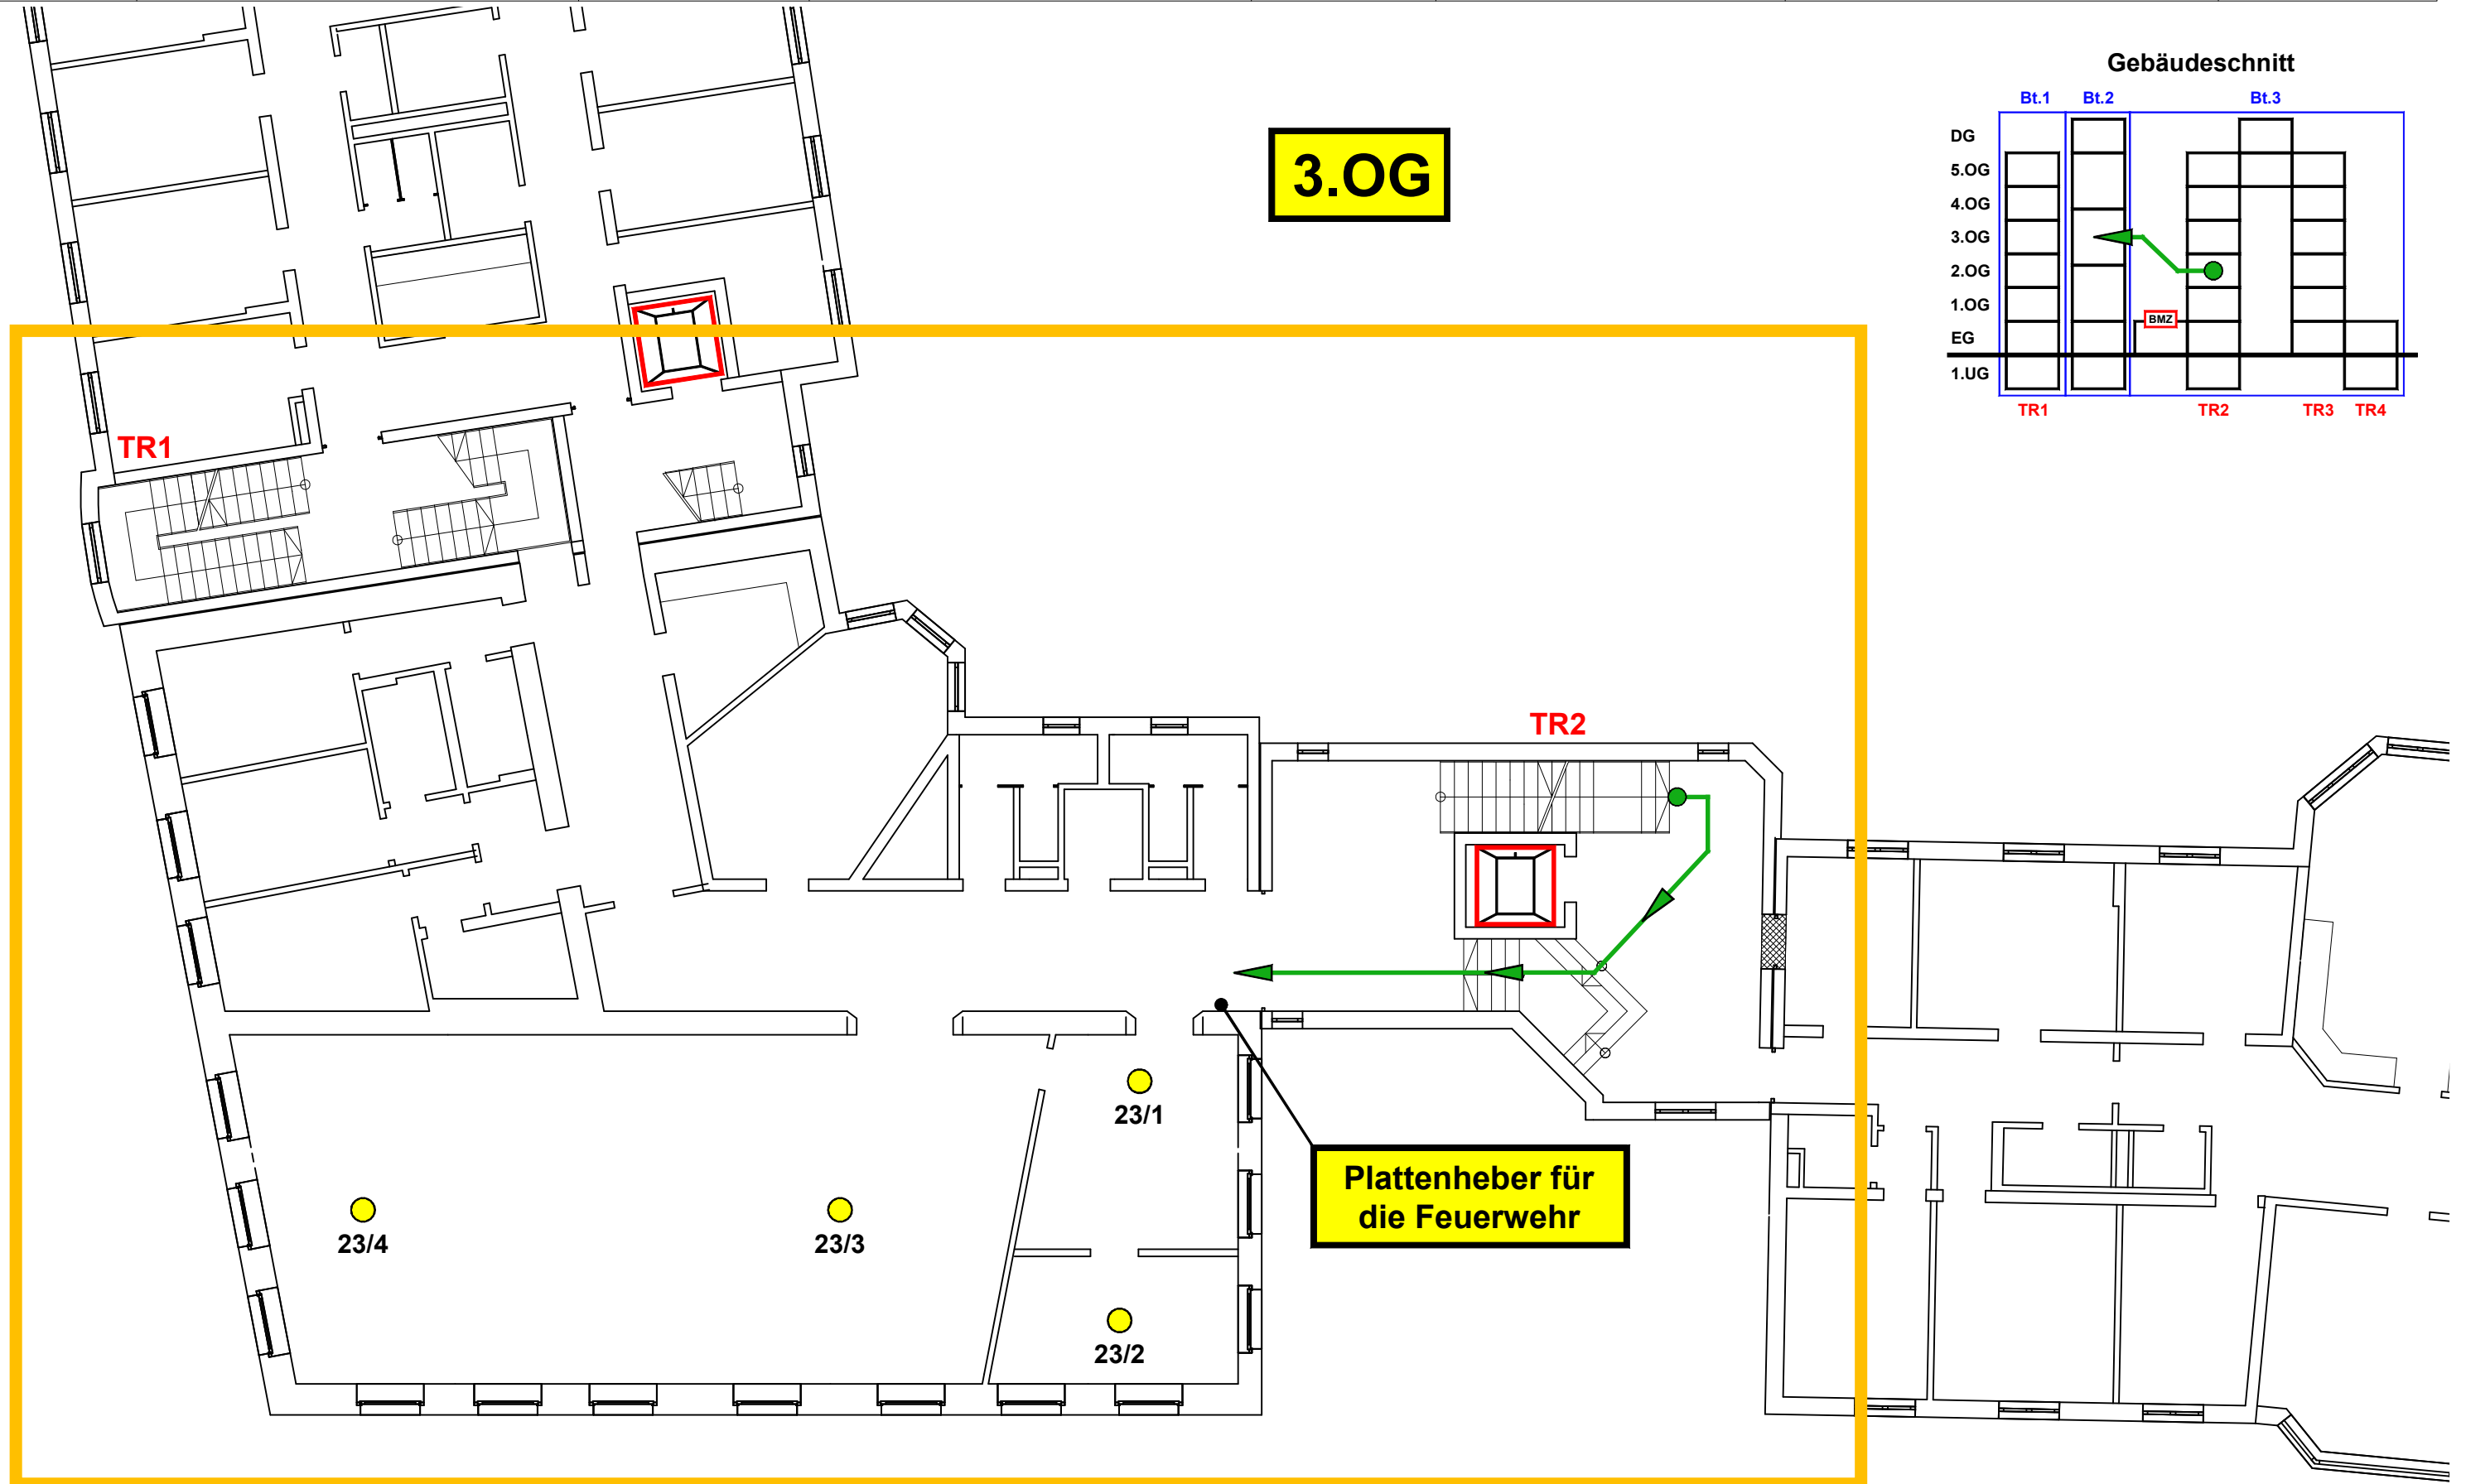 Gebäudeschnitt
Bt.1 Bt.2 Bt.3
DG
5.OG
4.OG
3.OG
2.OG
1.OG
BMZ
EG
1.UG
TR1 TR2 TR3 TR4
3.OG
TR1
TR2
23/1
Plattenheber für
die Feuerwehr
23/4 23/3
23/2